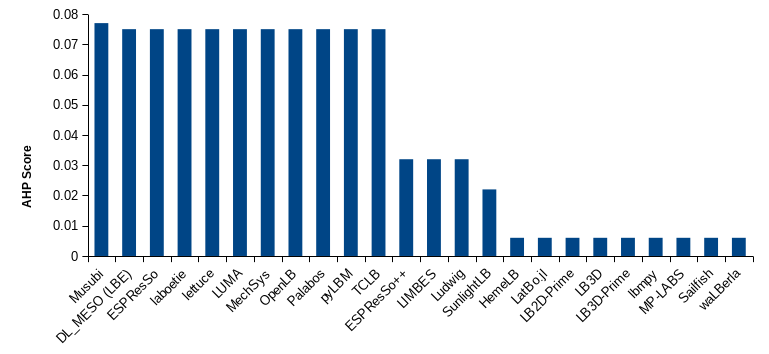 0.08
0.07
0.06
0.05
0.04
0.03
0.02
0.01
0
AHP Score
Musubi
DL_MESO (LBE)
ESPResSo
laboetie
lettuce
LUMA
MechSys
OpenLB
Palabos
pyLBM
TCLB
ESPResSo++
LIMBES
Ludwig
SunlightLB
HemeLB
LatBo.jl
LB2D-Prime
LB3D
LB3D-Prime
lbmpy
MP-LABS
Sailfish
waLBerla